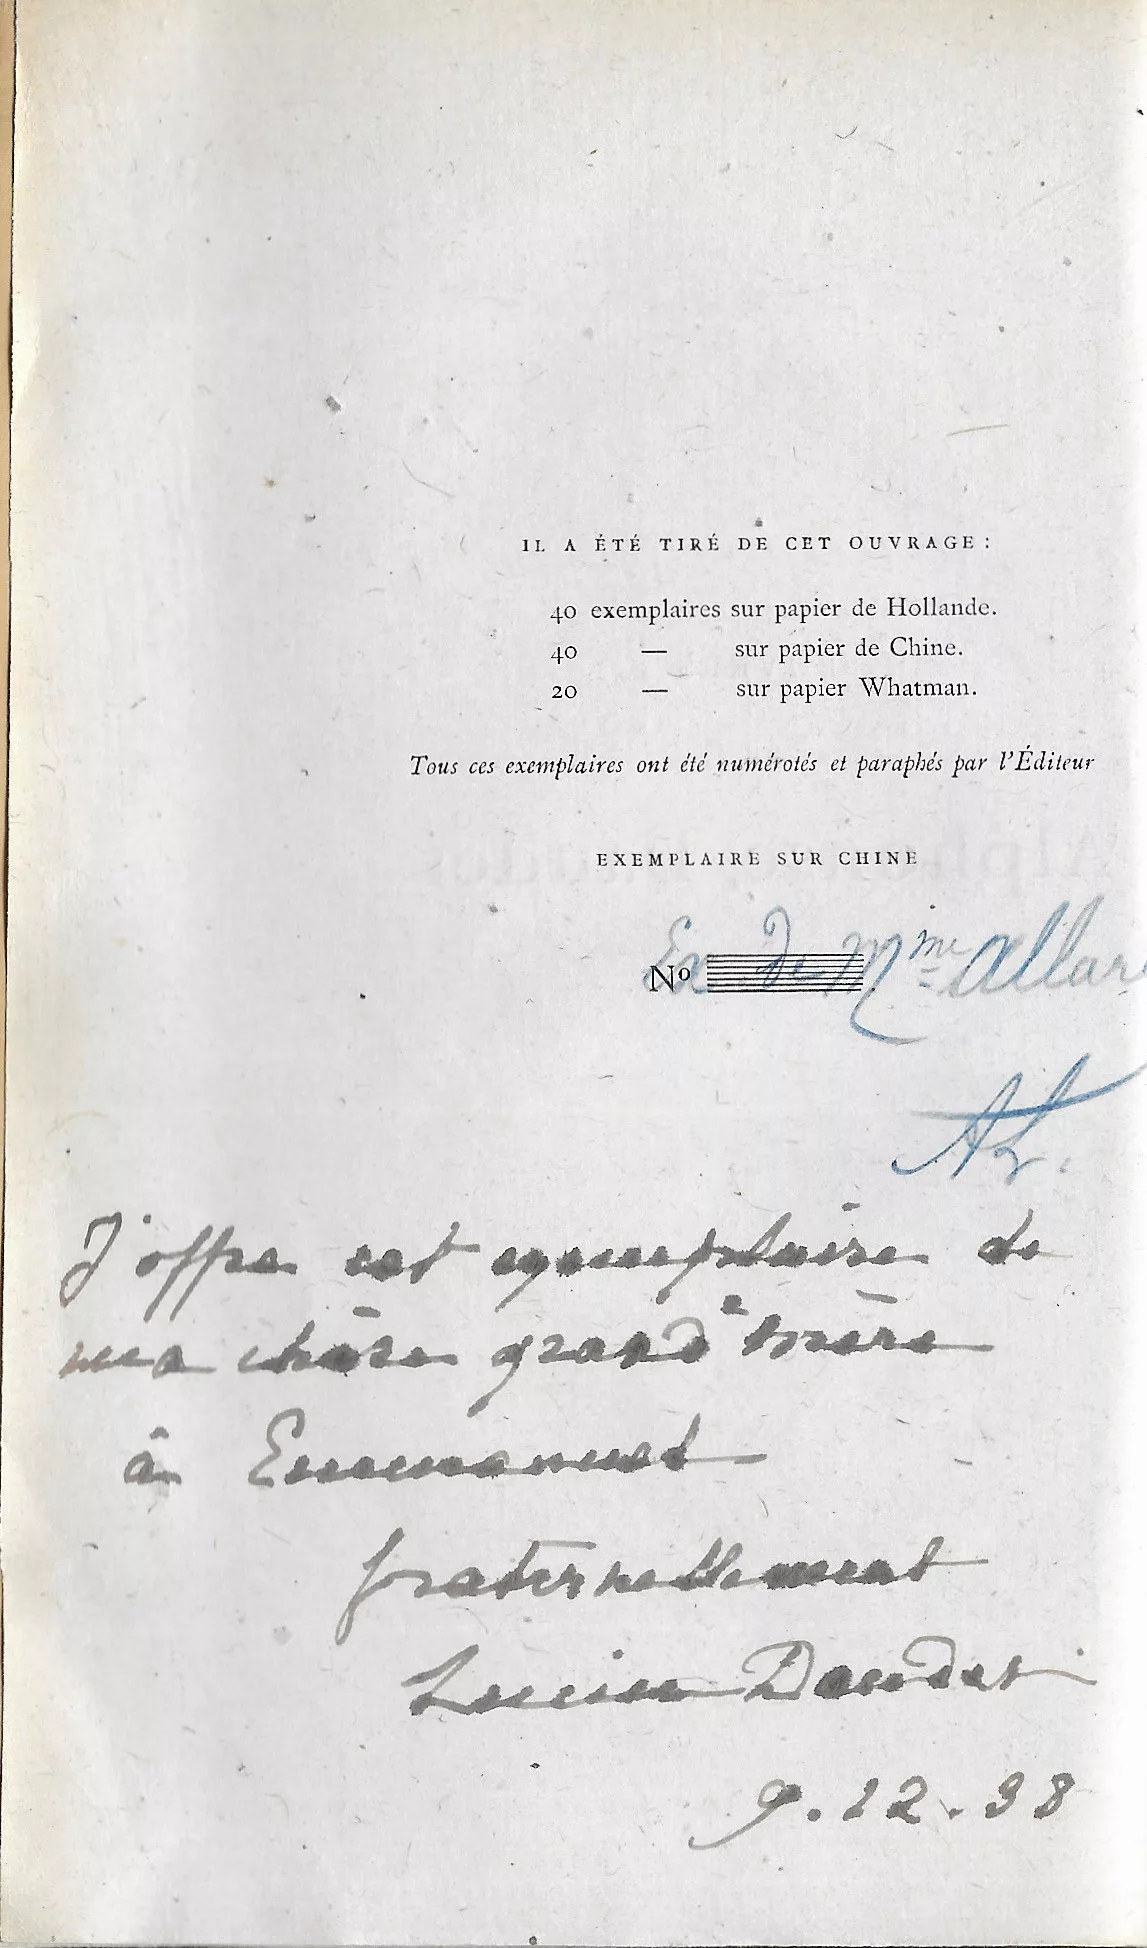 IL A ÉTÉ TIRÉ DE CET OUVRAGE :
40 exemplaires sur papier de Hollande.
40 — sur papier de Chine.
20 — sur papier Whatman.
Tous ces exemplaires ont été numérotés et paraphés par l'Éditeur
EXEMPLAIRE SUR CHINE
No
Ex de Mme Allar
AL.
J'offre cet exemplaire de
ma chère grand'mère
à Emmanuel
fraternellement
Lucien Daudet
9.12.38